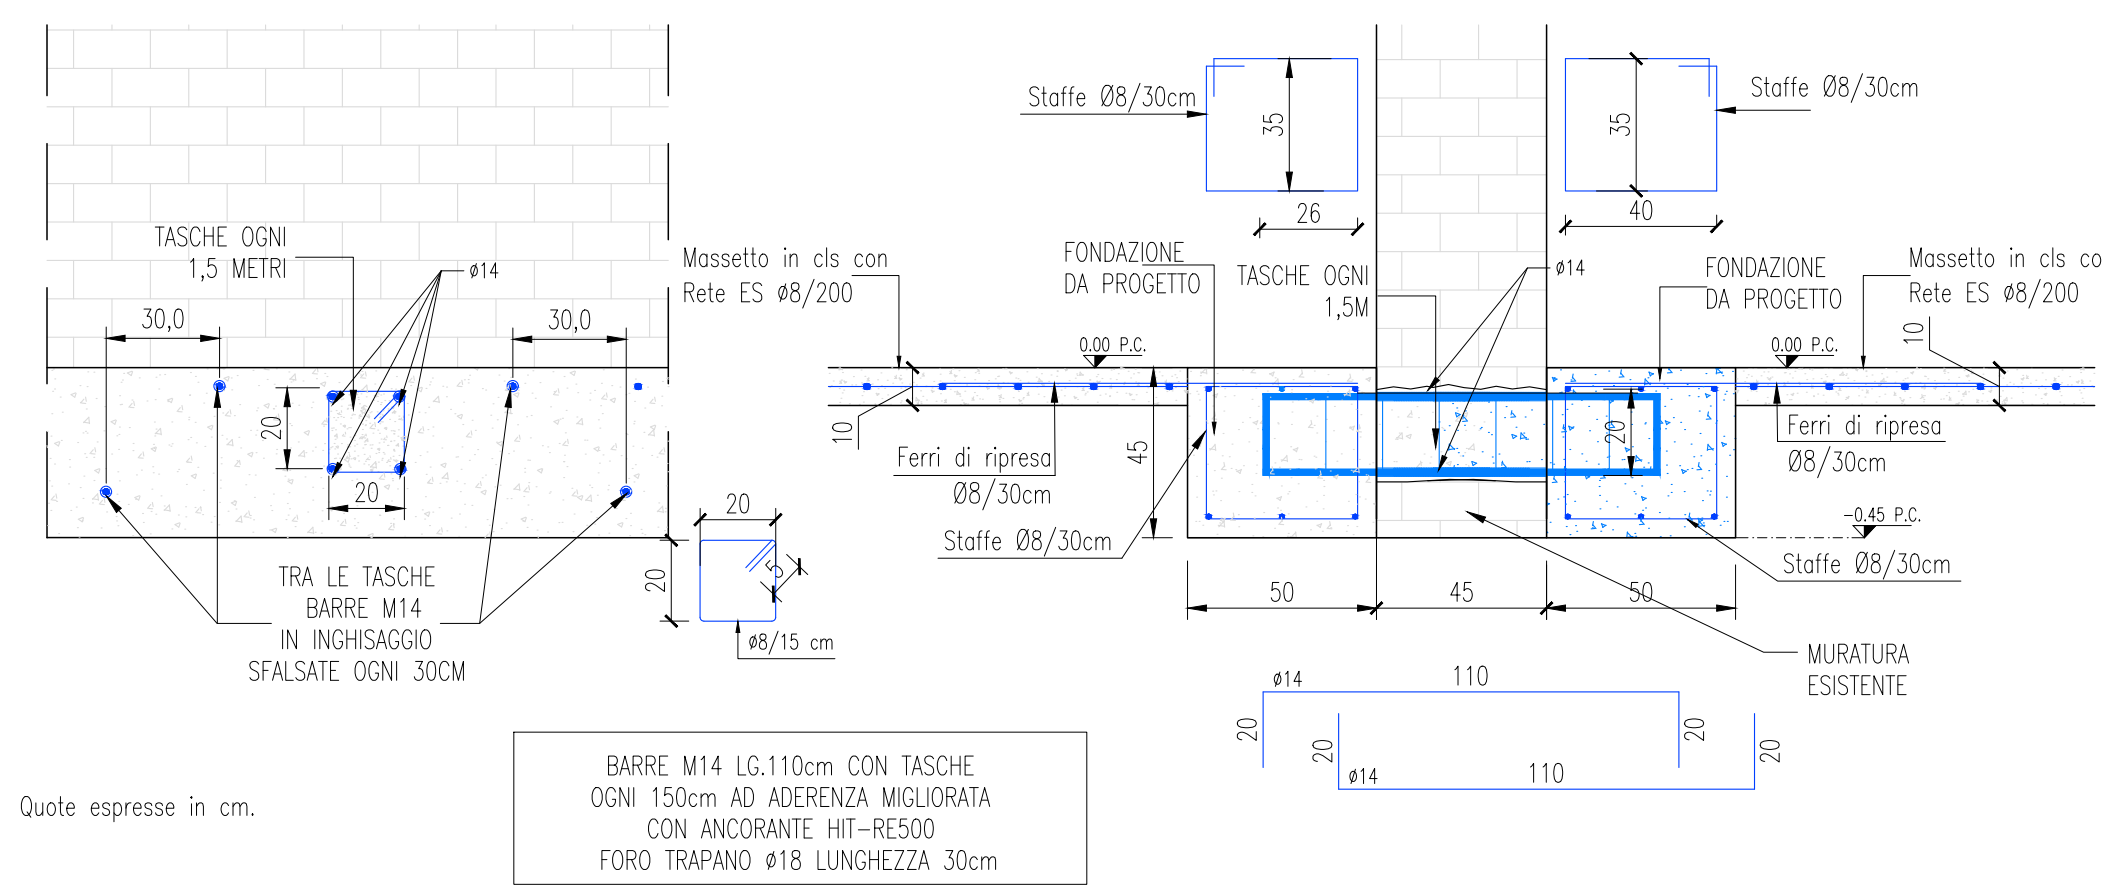 Staffe Ø8/30cm
35
26
Staffe Ø8/30cm
35
40
TASCHE OGNI
1,5 METRI
ø14
30,0
30,0
20
20
Massetto in cls con
Rete ES ø8/200
FONDAZIONE
DA PROGETTO
TASCHE OGNI
1,5M
ø14
FONDAZIONE
DA PROGETTO
Massetto in cls co
Rete ES ø8/200
0.00 P.C.
0.00 P.C.
10
10
45
20
Ferri di ripresa
Ø8/30cm
Ferri di ripresa
Ø8/30cm
Staffe Ø8/30cm
-0.45 P.C.
Staffe Ø8/30cm
TRA LE TASCHE
BARRE M14
IN INGHISAGGIO
SFALSATE OGNI 30CM
20
20
5
ø8/15 cm
50
45
50
MURATURA
ESISTENTE
ø14
110
20
20
20
20
ø14
110
BARRE M14 LG.110cm CON TASCHE
OGNI 150cm AD ADERENZA MIGLIORATA
CON ANCORANTE HIT-RE500
FORO TRAPANO ø18 LUNGHEZZA 30cm
Quote espresse in cm.